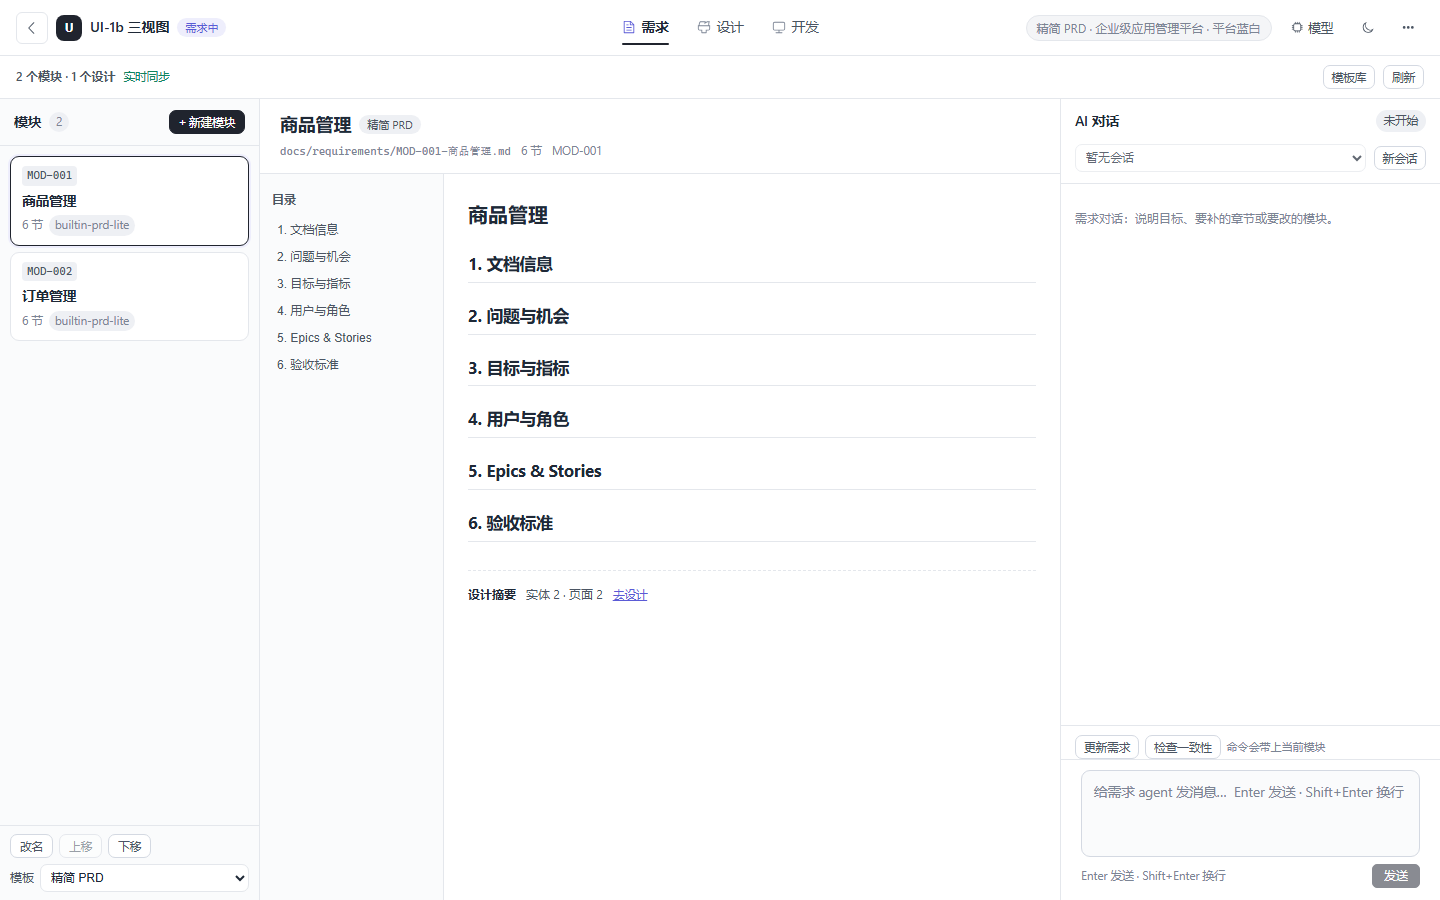 U UI-1b 三视图 需求中 需求 设计 开发 精简 PRD · 企业级应用管理平台 · 平台蓝白 模型
2 个模块 · 1 个设计 实时同步 模板库 刷新
模块 2 + 新建模块
MOD-001
商品管理
6 节 builtin-prd-lite
MOD-002
订单管理
6 节 builtin-prd-lite
改名 上移 下移
模板 精简 PRD
商品管理 精简 PRD
docs/requirements/MOD-001-商品管理.md 6 节 MOD-001
目录
1. 文档信息
2. 问题与机会
3. 目标与指标
4. 用户与角色
5. Epics & Stories
6. 验收标准
商品管理
1. 文档信息
2. 问题与机会
3. 目标与指标
4. 用户与角色
5. Epics & Stories
6. 验收标准
设计摘要 实体 2 · 页面 2 去设计
AI 对话 未开始
暂无会话 新会话
需求对话：说明目标、要补的章节或要改的模块。
更新需求 检查一致性 命令会带上当前模块
给需求 agent 发消息… Enter 发送 · Shift+Enter 换行
Enter 发送 · Shift+Enter 换行 发送